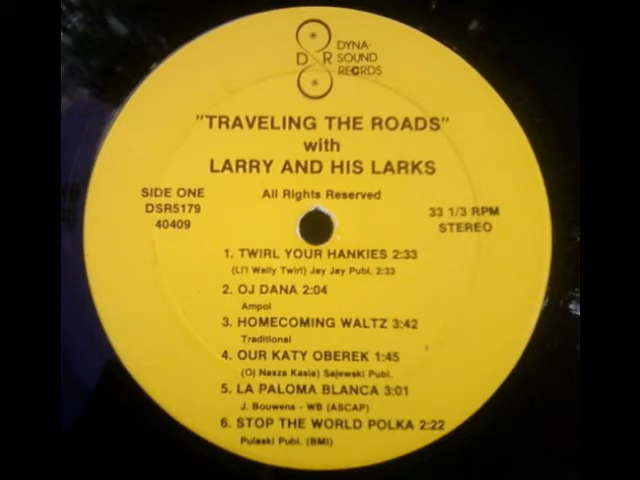 DYNA-
D R SOUND
RECORDS
"TRAVELING THE ROADS"
with
LARRY AND HIS LARKS
SIDE ONE
DSR5179
40409
All Rights Reserved
33 1/3 RPM
STEREO
1. TWIRL YOUR HANKIES 2:33
(Li'l Wally Twirl) Jay Jay Publ. 2:33
2. OJ DANA 2:04
Ampol
3. HOMECOMING WALTZ 3:42
Traditional
4. OUR KATY OBEREK 1:45
(Oj Nasza Kasia) Sajewski Publ.
5. LA PALOMA BLANCA 3:01
J. Bouwens - WB (ASCAP)
6. STOP THE WORLD POLKA 2:22
Pulaski Publ. (BMI)